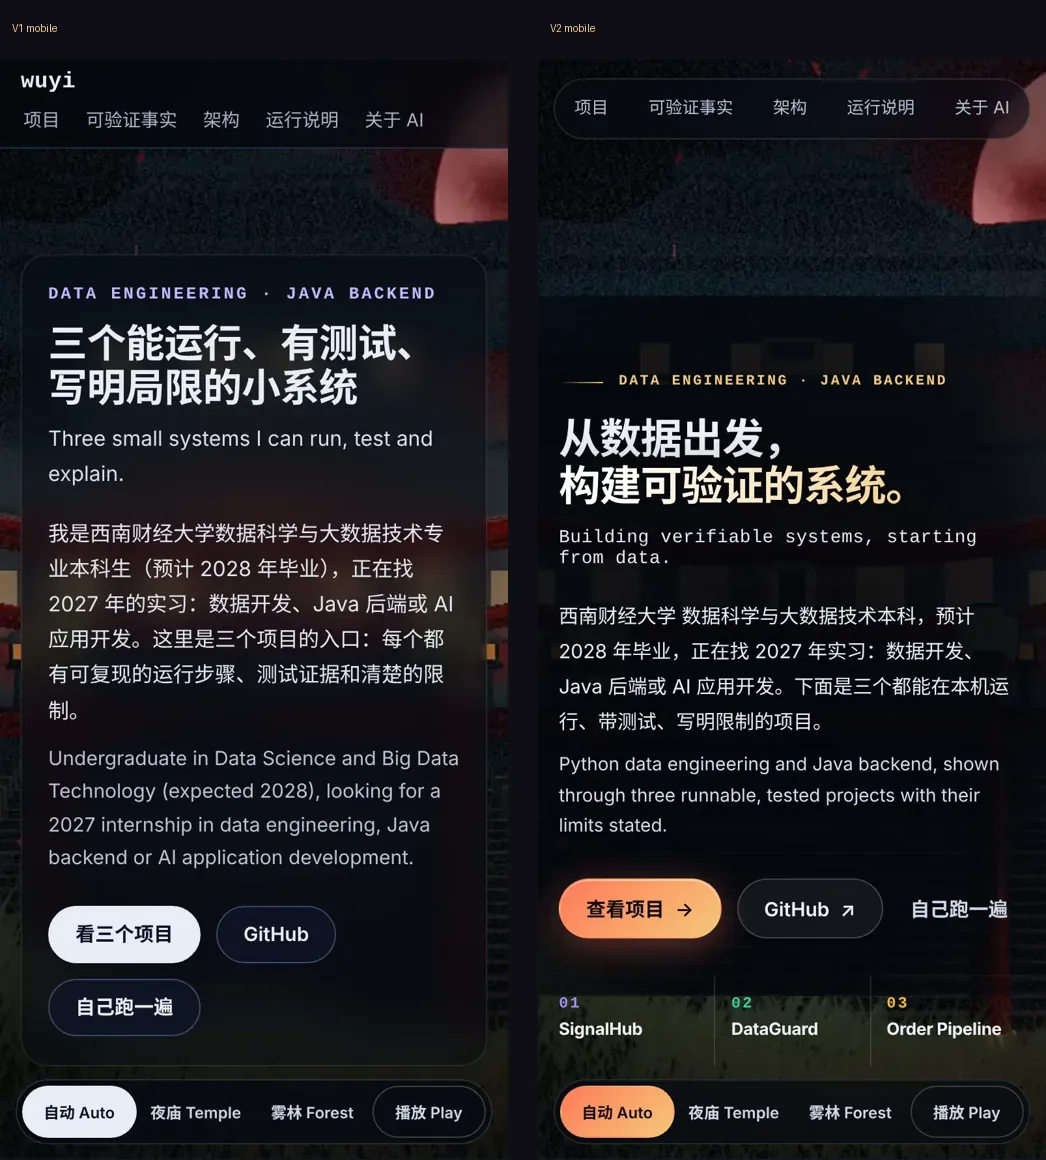 V1 mobile
wuyi
项目 可验证事实 架构 运行说明 关于 AI
DATA ENGINEERING · JAVA BACKEND
三个能运行、有测试、
写明局限的小系统
Three small systems I can run, test and
explain.
我是西南财经大学数据科学与大数据技术专
业本科生（预计 2028 年毕业），正在找
2027 年的实习：数据开发、Java 后端或 AI
应用开发。这里是三个项目的入口：每个都
有可复现的运行步骤、测试证据和清楚的限
制。
Undergraduate in Data Science and Big Data
Technology (expected 2028), looking for a
2027 internship in data engineering, Java
backend or AI application development.
看三个项目 GitHub
自己跑一遍
自动 Auto 夜庙 Temple 雾林 Forest 播放 Play
V2 mobile
项目 可验证事实 架构 运行说明 关于 AI
DATA ENGINEERING · JAVA BACKEND
从数据出发，
构建可验证的系统。
Building verifiable systems, starting
from data.
西南财经大学 数据科学与大数据技术本科，预计
2028 年毕业，正在找 2027 年实习：数据开发、
Java 后端或 AI 应用开发。下面是三个都能在本机运
行、带测试、写明限制的项目。
Python data engineering and Java backend, shown
through three runnable, tested projects with their
limits stated.
查看项目 → GitHub ↗ 自己跑一遍
01 02 03
SignalHub DataGuard Order Pipeline
自动 Auto 夜庙 Temple 雾林 Forest 播放 Play